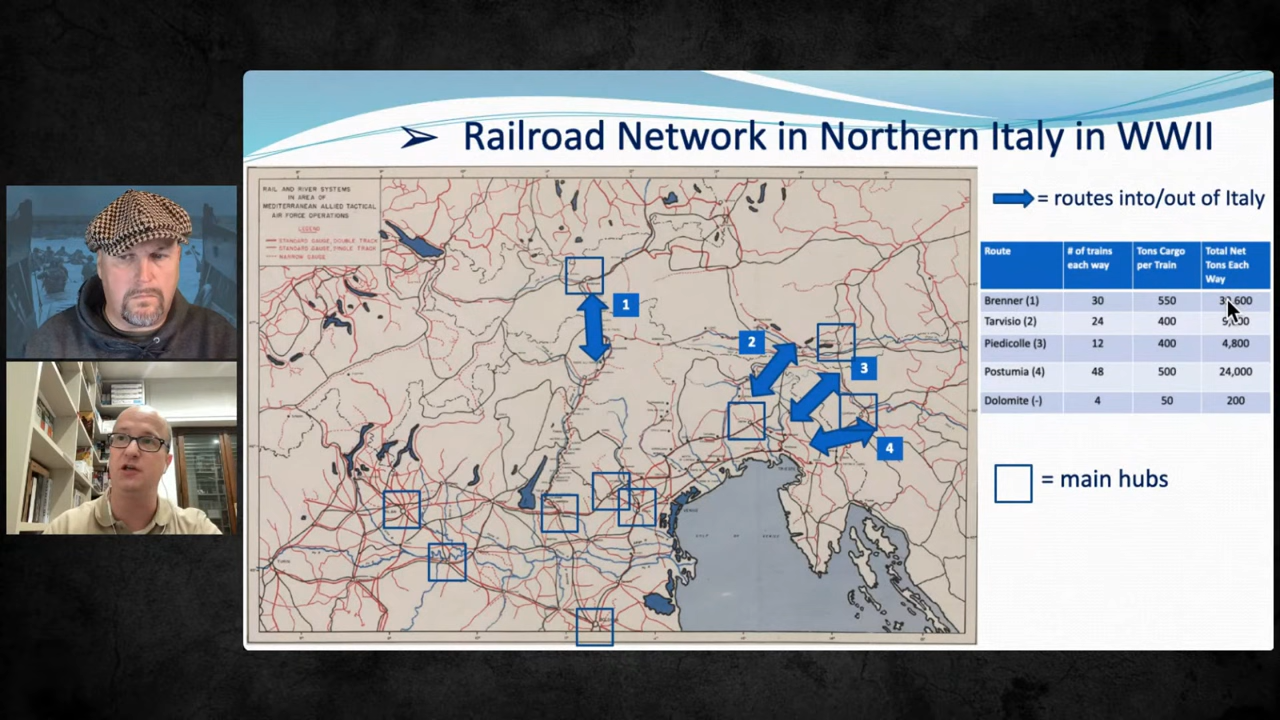 ➢ Railroad Network in Northern Italy in WWII
RAIL AND RIVER SYSTEMS
IN AREA OF
MEDITERRANEAN ALLIED TACTICAL
AIR FORCE OPERATIONS
LEGEND
STANDARD GAUGE, DOUBLE TRACK
STANDARD GAUGE, SINGLE TRACK
NARROW GAUGE
1
2
3
4
GULF OF VENICE
= routes into/out of Italy
Route # of trains each way Tons Cargo per Train Total Net Tons Each Way
Brenner (1) 30 550
Tarvisio (2) 24 400
Piedicolle (3) 12 400 4,800
Postumia (4) 48 500 24,000
Dolomite (-) 4 50 200
= main hubs